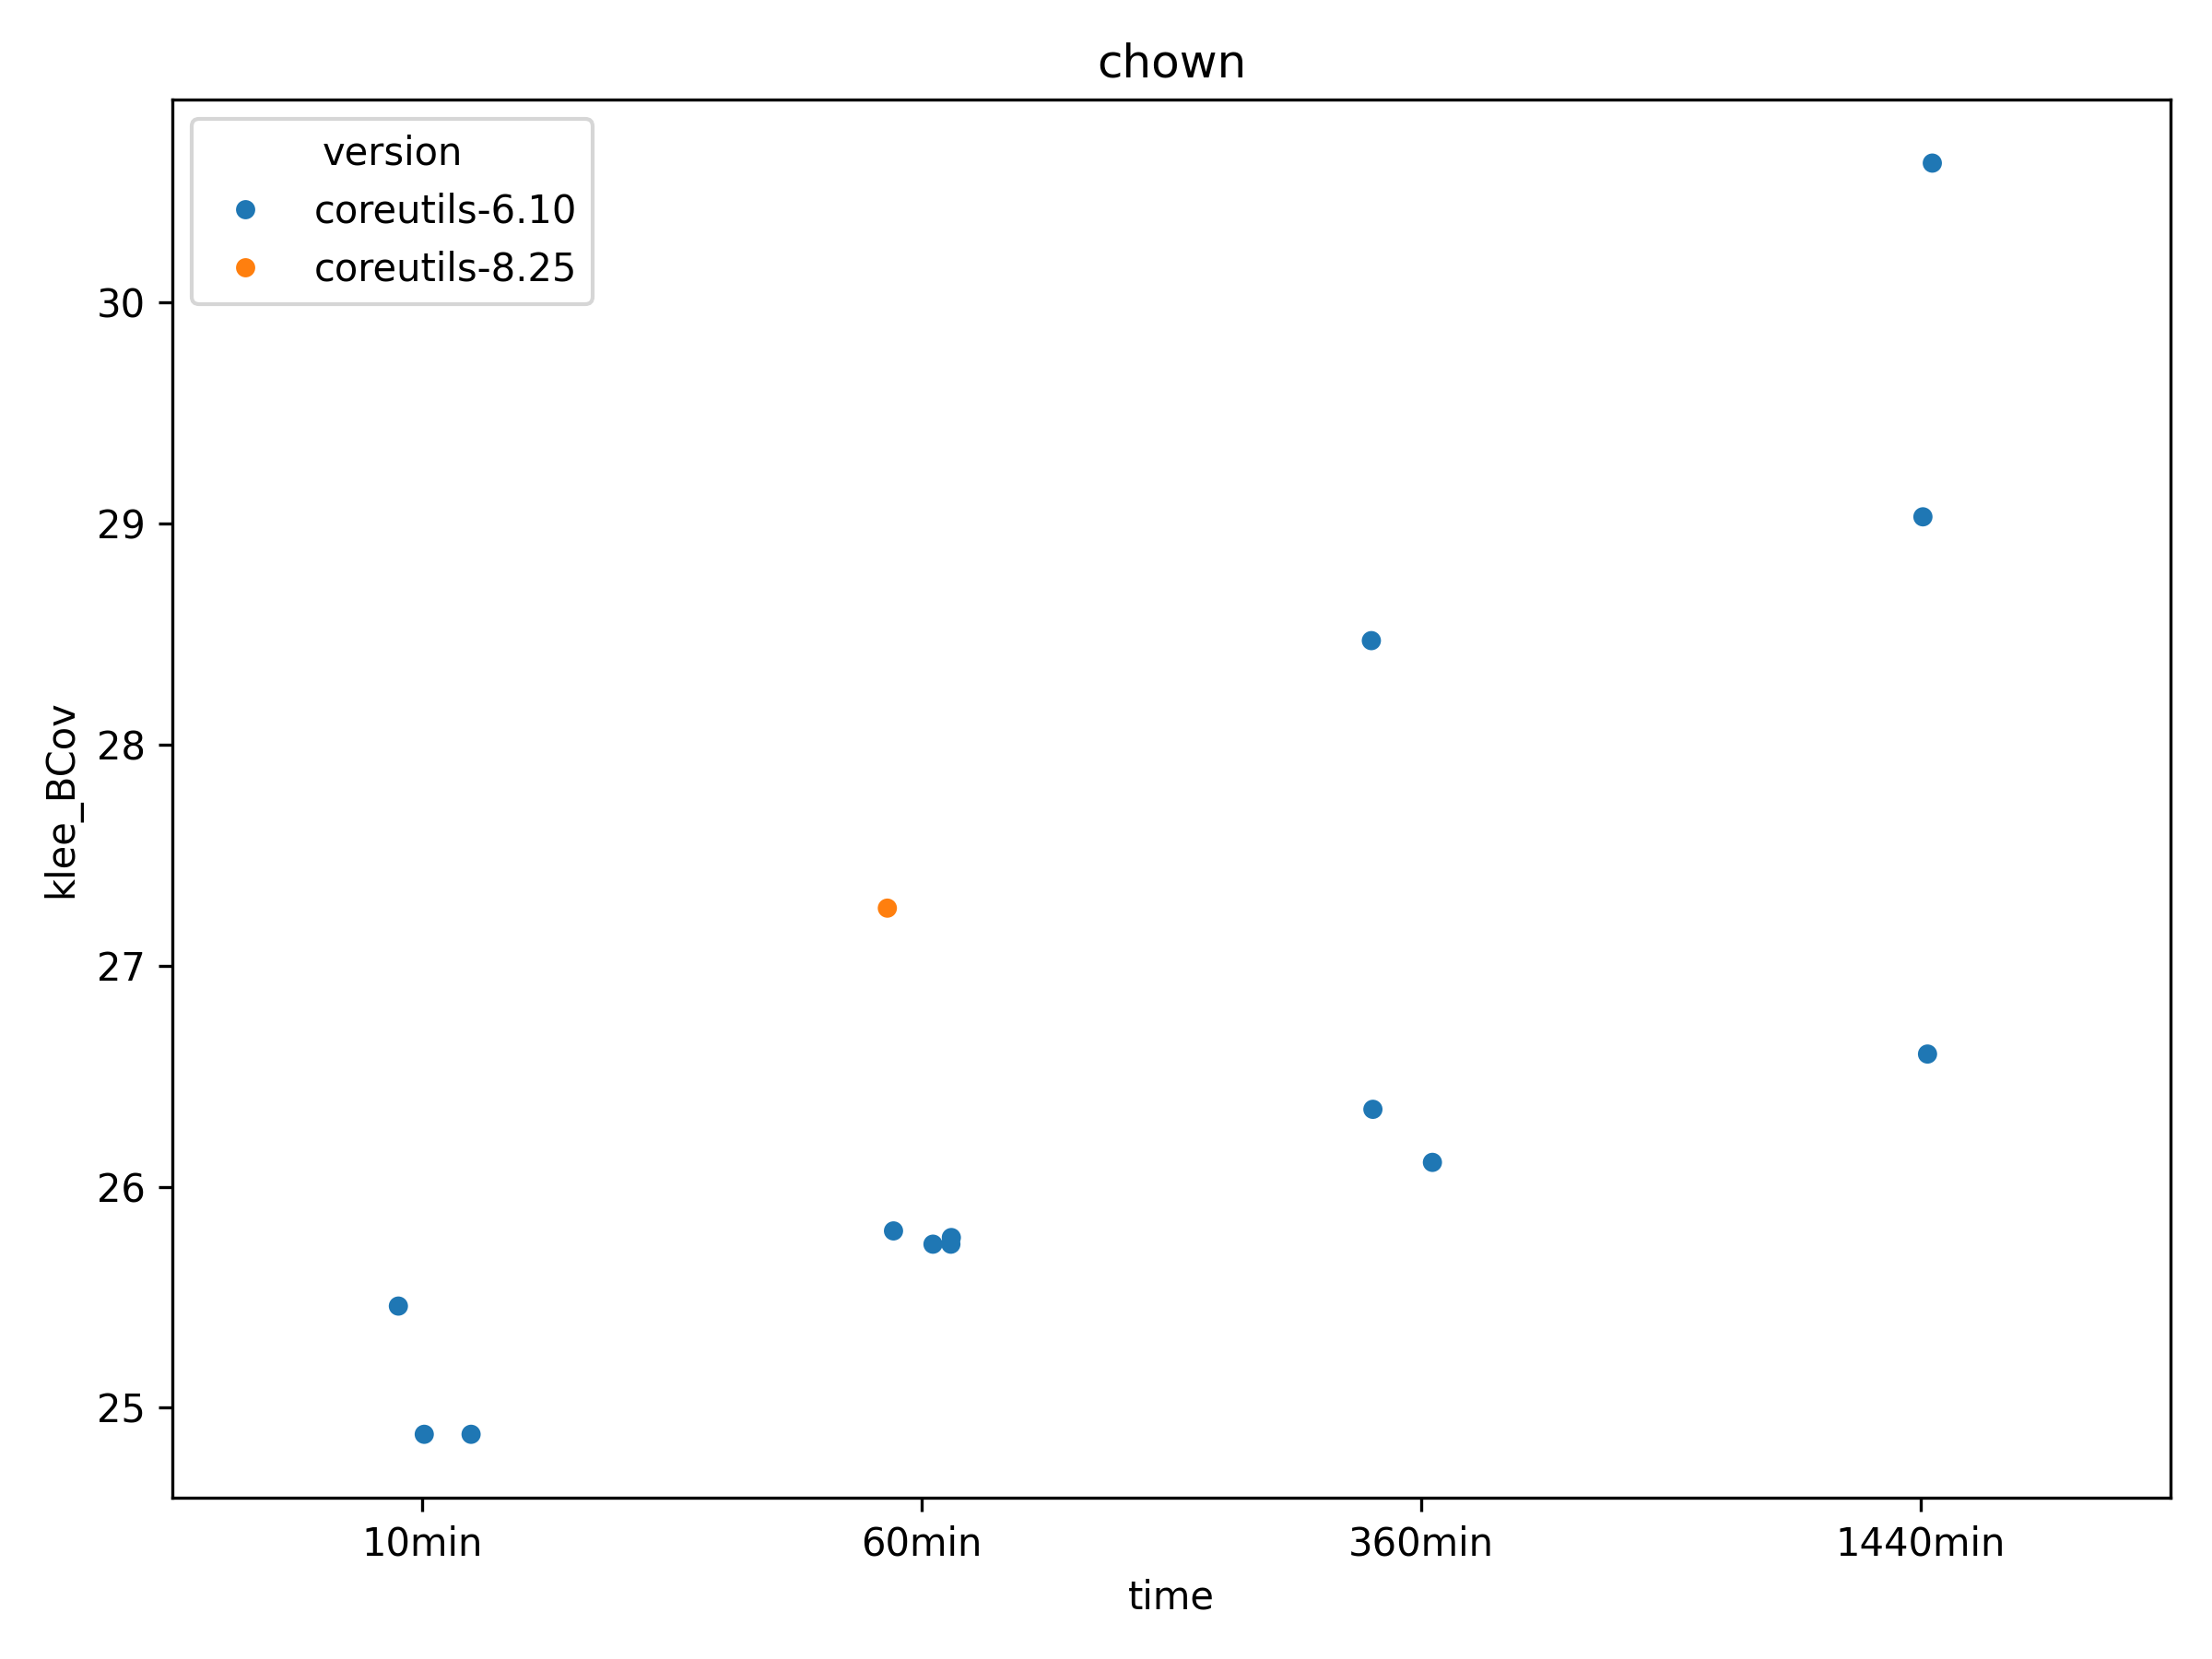 chown
version
coreutils-6.10
coreutils-8.25
30
29
28
27
26
25
klee_BCov
10min
60min
360min
1440min
time